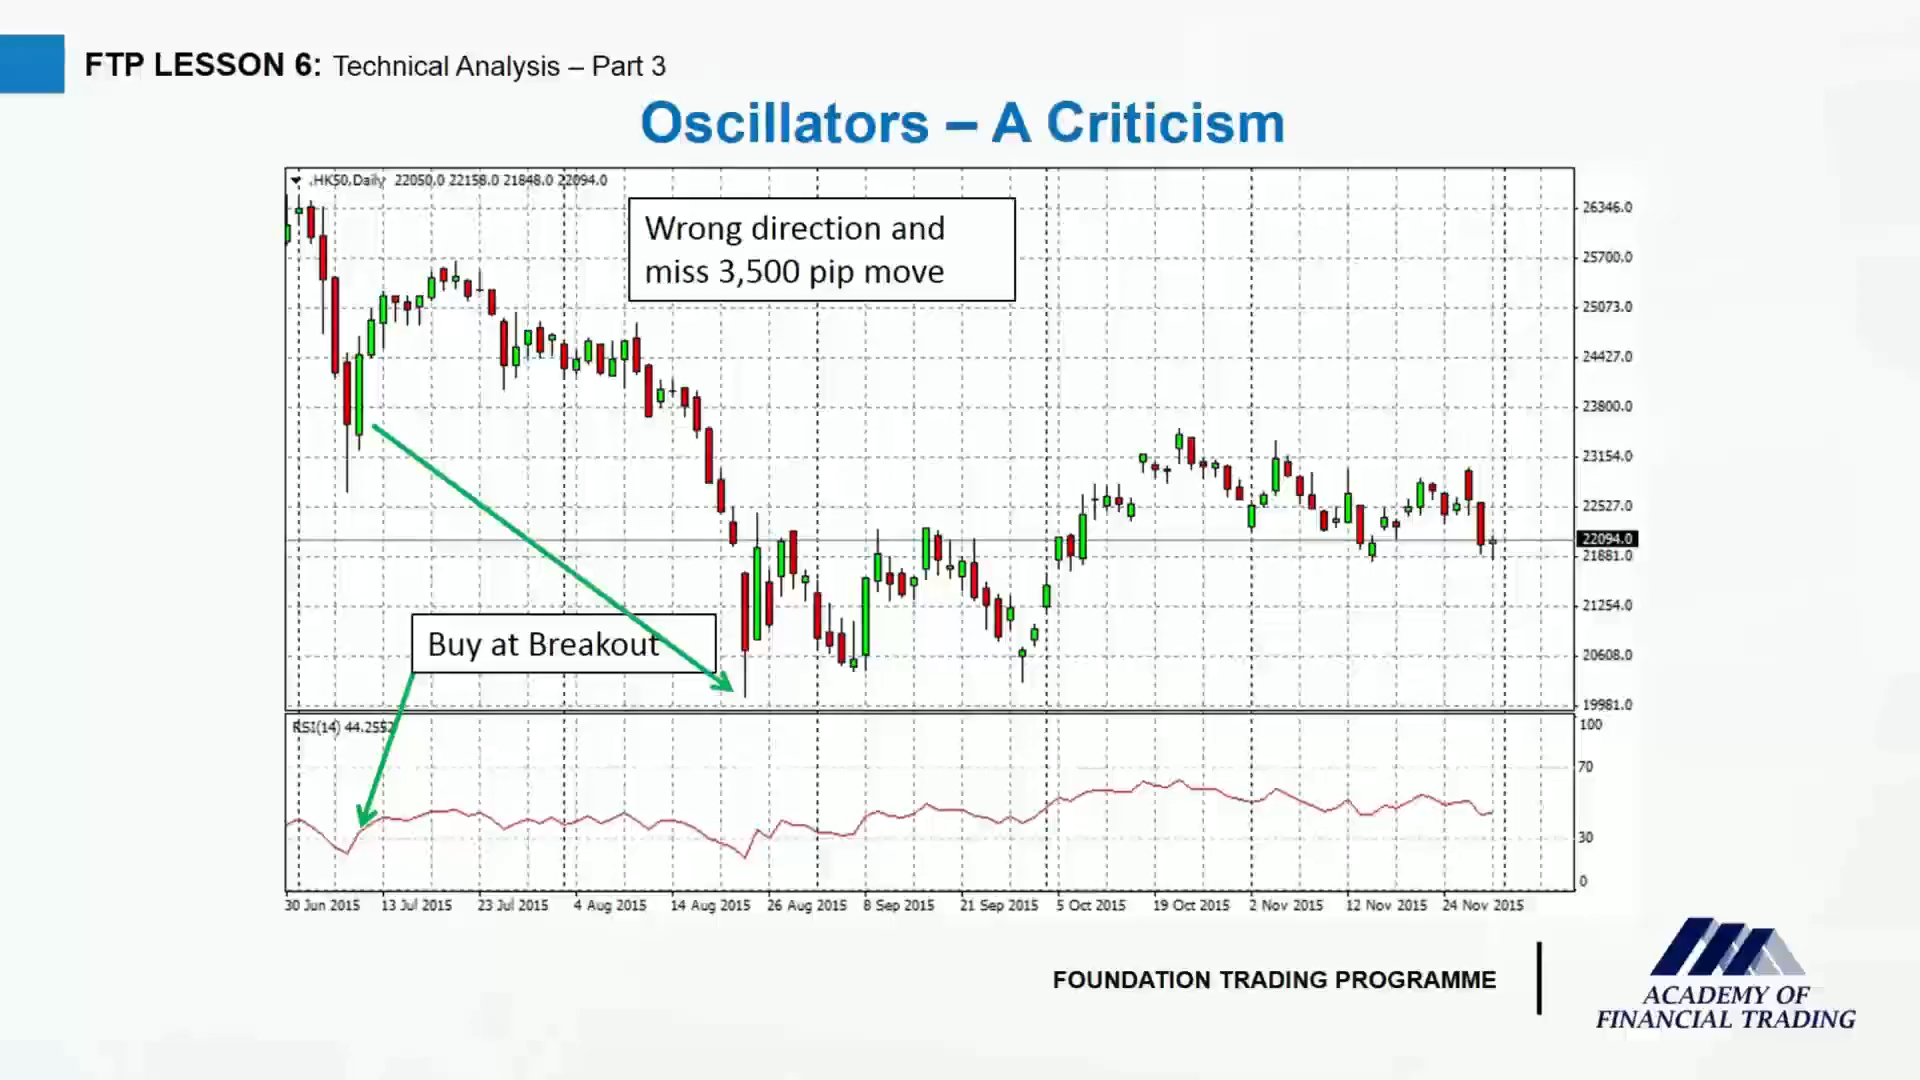 FTP LESSON 6: Technical Analysis – Part 3
Oscillators – A Criticism
.HK50,Daily 22050.0 22158.0 21848.0 22094.0
Wrong direction and
miss 3,500 pip move
26346.0
25700.0
25073.0
24427.0
23800.0
23154.0
22527.0
22094.0
21881.0
21254.0
20608.0
19981.0
Buy at Breakout
RSI(14) 44.2552
100
70
30
0
30 Jun 2015 13 Jul 2015 23 Jul 2015 4 Aug 2015 14 Aug 2015 26 Aug 2015 8 Sep 2015 21 Sep 2015 5 Oct 2015 19 Oct 2015 2 Nov 2015 12 Nov 2015 24 Nov 2015
FOUNDATION TRADING PROGRAMME
ACADEMY OF
FINANCIAL TRADING